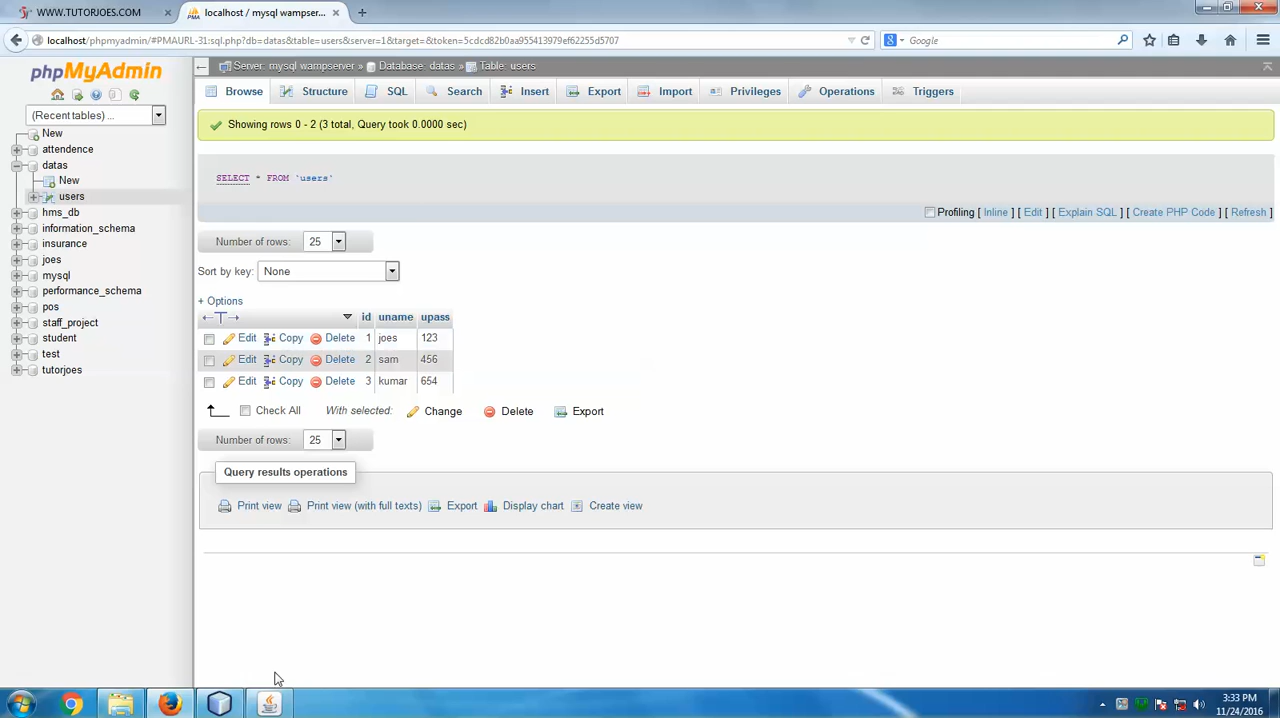 WWW.TUTORJOES.COM
localhost / mysql wampser...
localhost/phpmyadmin/#PMAURL-31:sql.php?db=datas&table=users&server=1&target=&token=5cdcd82b0aa955413979ef62255d5707
Google
phpMyAdmin
Server: mysql wampserver » Database: datas » Table: users
Browse Structure SQL Search Insert Export Import Privileges Operations Triggers
(Recent tables) ...
New
attendence
datas
New
users
hms_db
information_schema
insurance
joes
mysql
performance_schema
pos
staff_project
student
test
tutorjoes
Showing rows 0 - 2 (3 total, Query took 0.0000 sec)
SELECT * FROM `users`
Profiling [ Inline ] [ Edit ] [ Explain SQL ] [ Create PHP Code ] [ Refresh ]
Number of rows: 25
Sort by key: None
+ Options
←T→ id uname upass
Edit Copy Delete 1 joes 123
Edit Copy Delete 2 sam 456
Edit Copy Delete 3 kumar 654
Check All With selected: Change Delete Export
Number of rows: 25
Query results operations
Print view Print view (with full texts) Export Display chart Create view
3:33 PM
11/24/2016